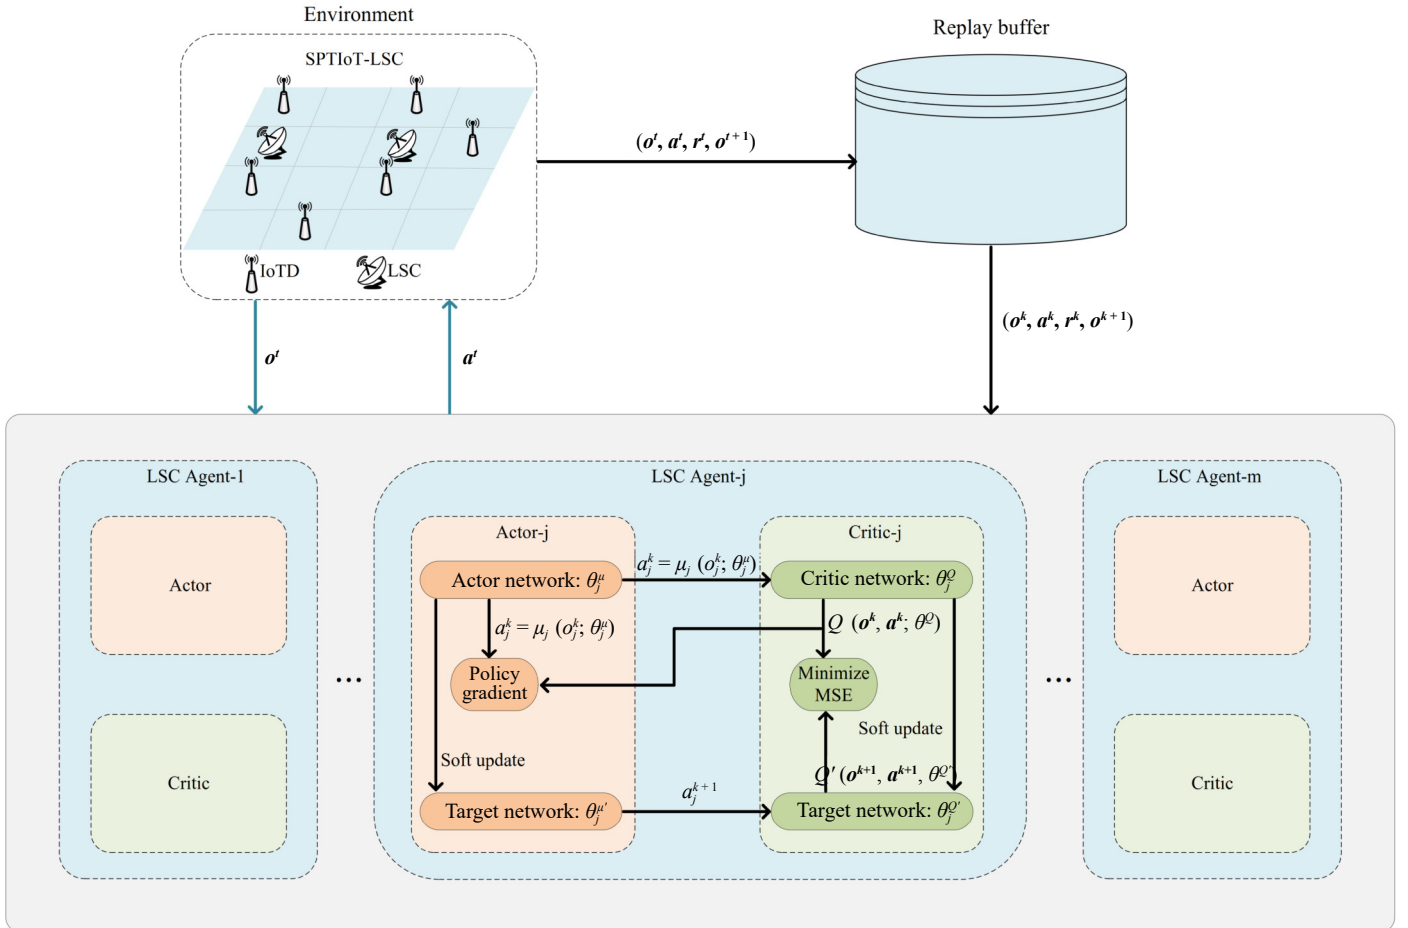 Environment
Replay buffer
SPTIoT-LSC
(o^t, a^t, r^t, o^{t+1})
IoTD
LSC
(o^k, a^k, r^k, o^{k+1})
o^t
a^t
LSC Agent-1
LSC Agent-j
LSC Agent-m
Actor
Critic
...
Actor-j
Critic-j
Actor network: θ_j^μ
a_j^k = μ_j (o_j^k; θ_j^μ)
Critic network: θ_j^Q
a_j^k = μ_j (o_j^k; θ_j^μ)
Q (o^k, a^k; θ^Q)
Policy
gradient
Minimize
MSE
Soft update
Soft update
Q′ (o^{k+1}, a^{k+1}, θ^{Q′})
Target network: θ_j^{μ′}
a_j^{k+1}
Target network: θ_j^{Q′}
...
Actor
Critic